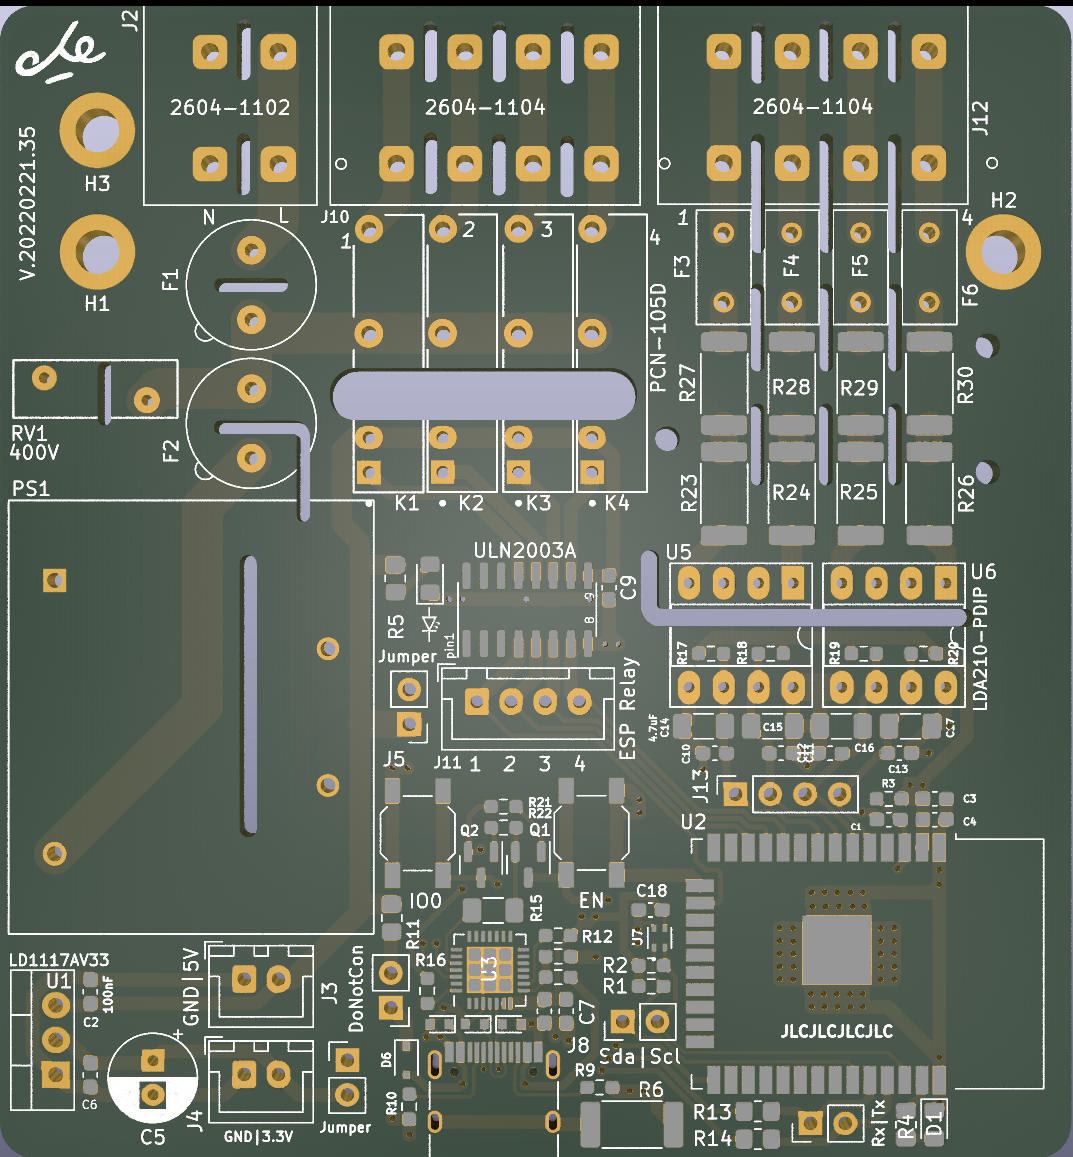 J2
2604-1102
2604-1104
2604-1104
J12
V.20220221.35
H3
H1
N
L
J10
1
2
3
4
1
4
H2
F1
F3
F4
F5
F6
PCN-105D
R27
R28
R29
R30
RV1
400V
F2
PS1
K1
K2
K3
K4
R23
R24
R25
R26
ULN2003A
U5
U6
R5
C9
9
8
pin1
Jumper
R17
R18
R19
R20
LDA210-PDIP
ESP Relay
J5
J11
1
2
3
4
4.7uF
C14
C15
C16
C17
C10
C12
C11
C13
J13
R3
C3
C1
C4
U2
R21
R22
Q2
Q1
IO0
EN
R11
R15
C18
U7
R12
R2
R1
LD1117AV33
U1
100nF
C2
GND|5V
J3
DoNotCon
R16
U3
C7
J8
Sda|Scl
JLCJLCJLCJLC
+
C6
C5
J4
GND|3.3V
Jumper
D6
R10
R9
R6
R13
R14
Rx|Tx
R4
D1